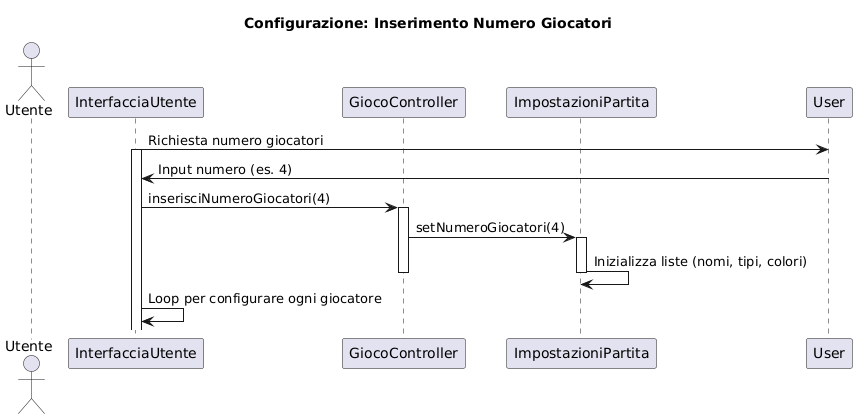 Configurazione: Inserimento Numero Giocatori
Utente
InterfacciaUtente
GiocoController
ImpostazioniPartita
User
Richiesta numero giocatori
Input numero (es. 4)
inserisciNumeroGiocatori(4)
setNumeroGiocatori(4)
Inizializza liste (nomi, tipi, colori)
Loop per configurare ogni giocatore
Utente
InterfacciaUtente
GiocoController
ImpostazioniPartita
User